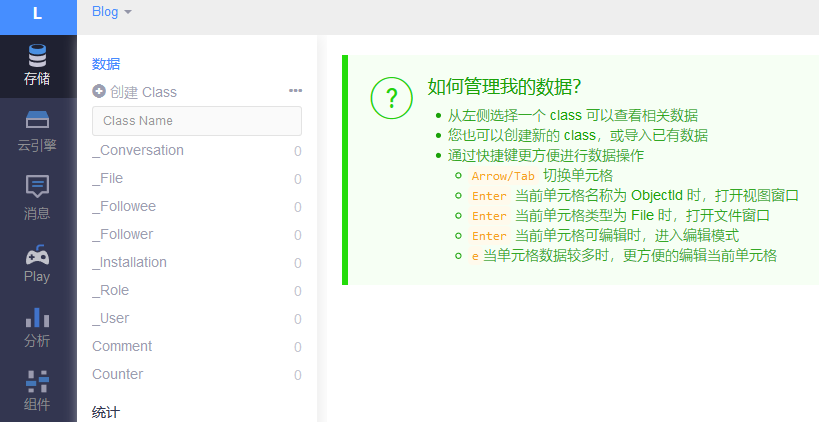 L
Blog
存储
云引擎
消息
Play
分析
组件
数据
创建 Class
Class Name
_Conversation 0
_File 0
_Followee 0
_Follower 0
_Installation 0
_Role 0
_User 0
Comment 0
Counter 0
统计
?
如何管理我的数据?
从左侧选择一个 class 可以查看相关数据
您也可以创建新的 class，或导入已有数据
通过快捷键更方便进行数据操作
Arrow/Tab 切换单元格
Enter 当前单元格名称为 ObjectId 时，打开视图窗口
Enter 当前单元格类型为 File 时，打开文件窗口
Enter 当前单元格可编辑时，进入编辑模式
e 当单元格数据较多时，更方便的编辑当前单元格